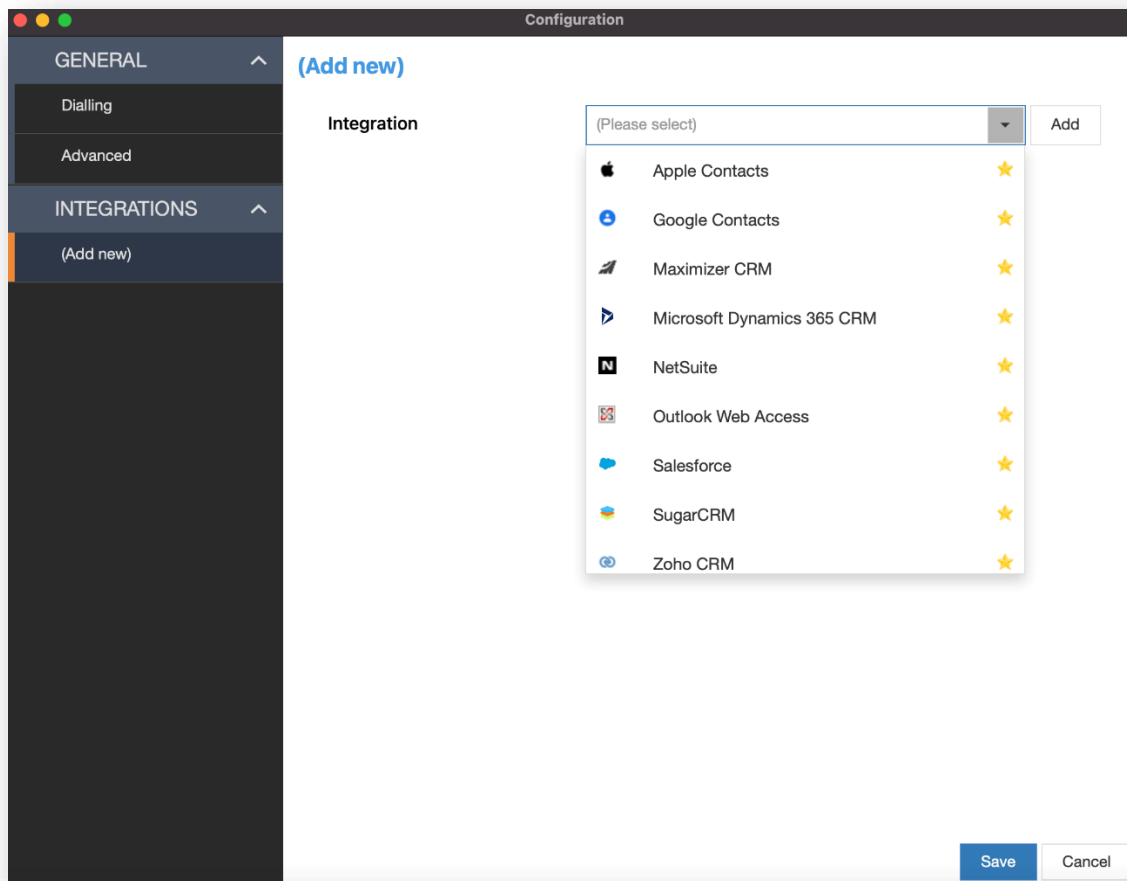 Configuration
GENERAL
Dialling
Advanced
INTEGRATIONS
(Add new)
(Add new)
Integration
(Please select)
Add
Apple Contacts
Google Contacts
Maximizer CRM
Microsoft Dynamics 365 CRM
NetSuite
Outlook Web Access
Salesforce
SugarCRM
Zoho CRM
Save
Cancel